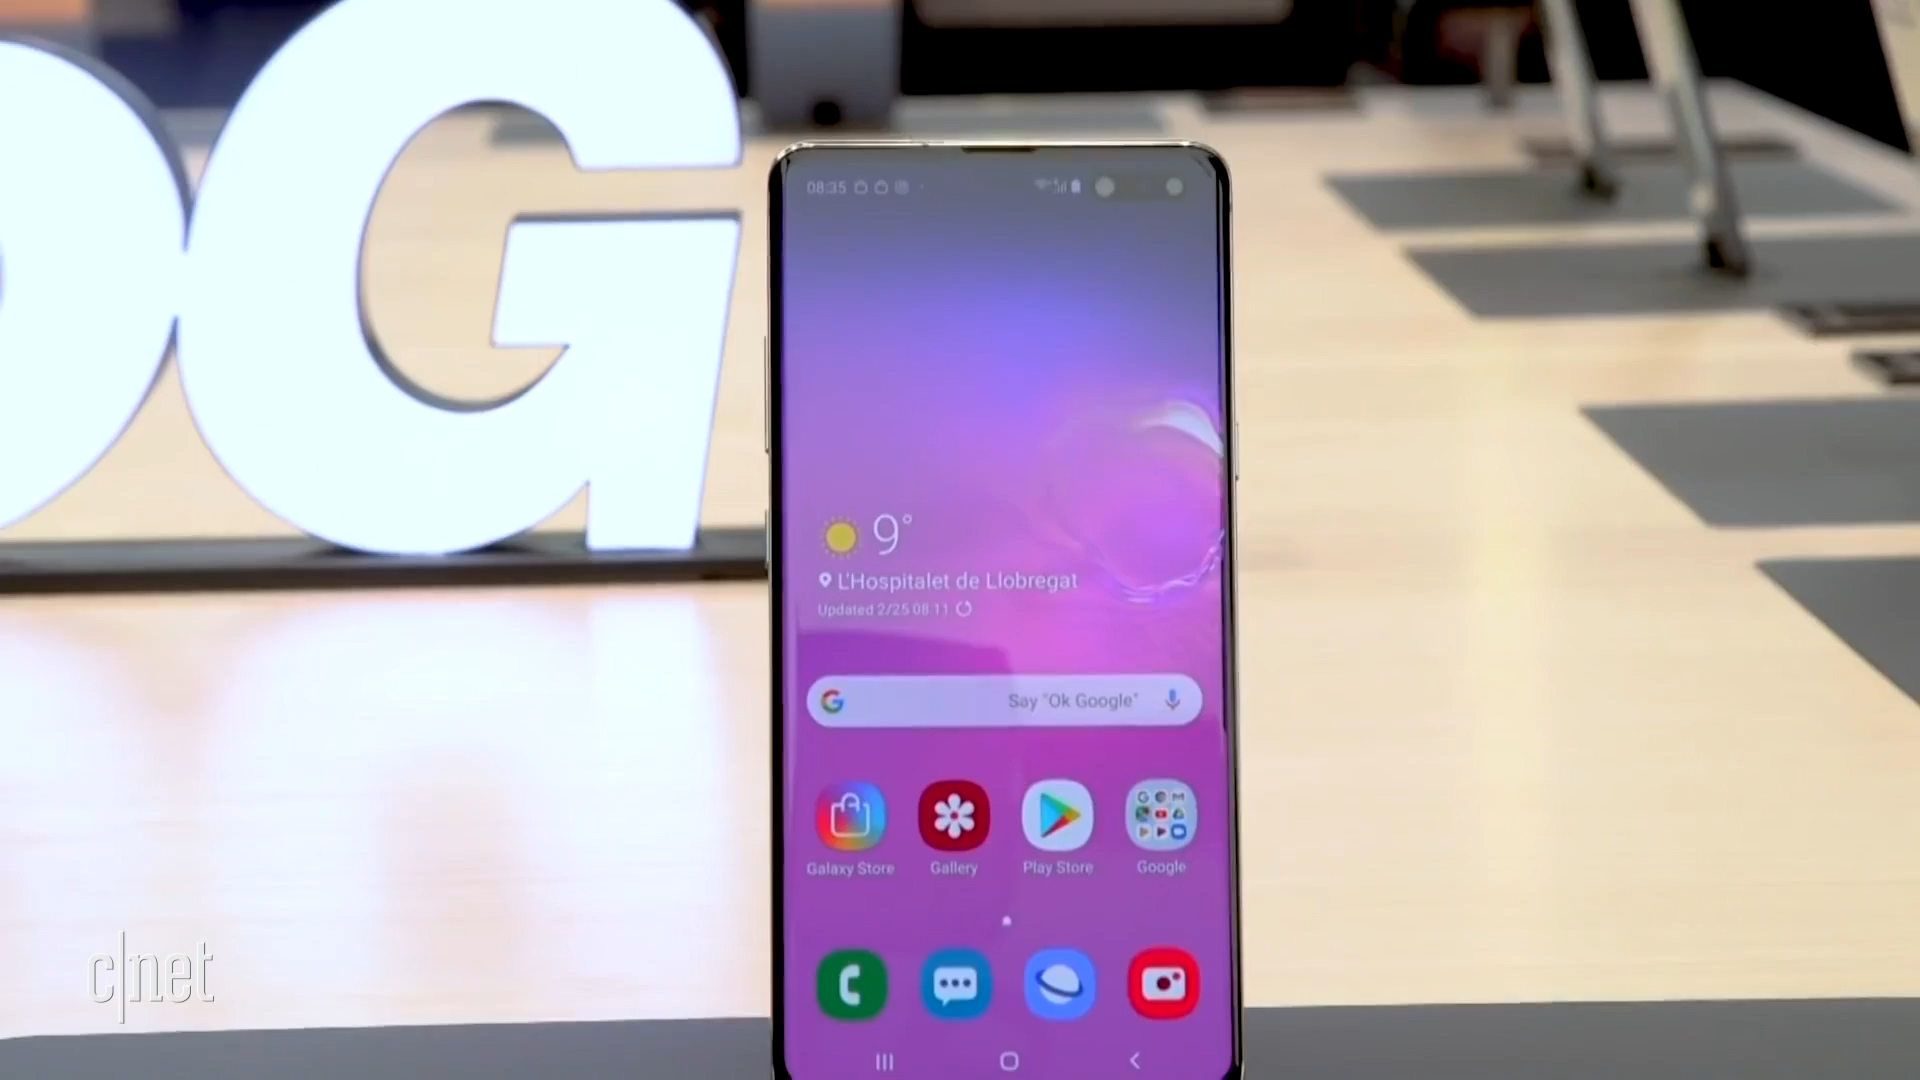 OG
08:35
9°
L'Hospitalet de Llobregat
Updated 2/25 08:11
Say "Ok Google"
Galaxy Store
Gallery
Play Store
Google
c|net